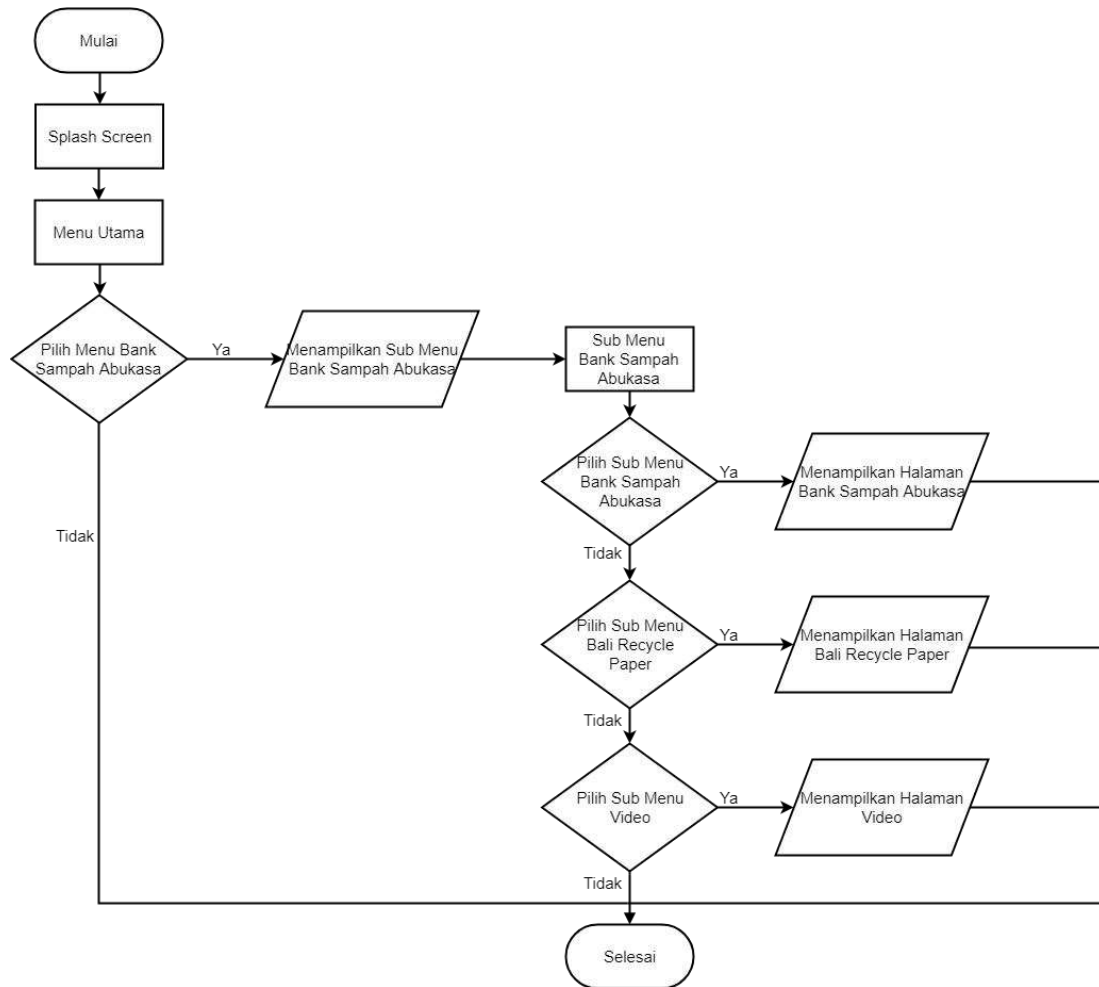 Mulai
Splash Screen
Menu Utama
Pilih Menu Bank
Sampah Abukasa
Ya
Menampilkan Sub Menu
Bank Sampah Abukasa
Sub Menu
Bank Sampah
Abukasa
Pilih Sub Menu
Bank Sampah
Abukasa
Ya
Menampilkan Halaman
Bank Sampah Abukasa
Tidak
Tidak
Pilih Sub Menu
Bali Recycle
Paper
Ya
Menampilkan Halaman
Bali Recycle Paper
Tidak
Pilih Sub Menu
Video
Ya
Menampilkan Halaman
Video
Tidak
Selesai